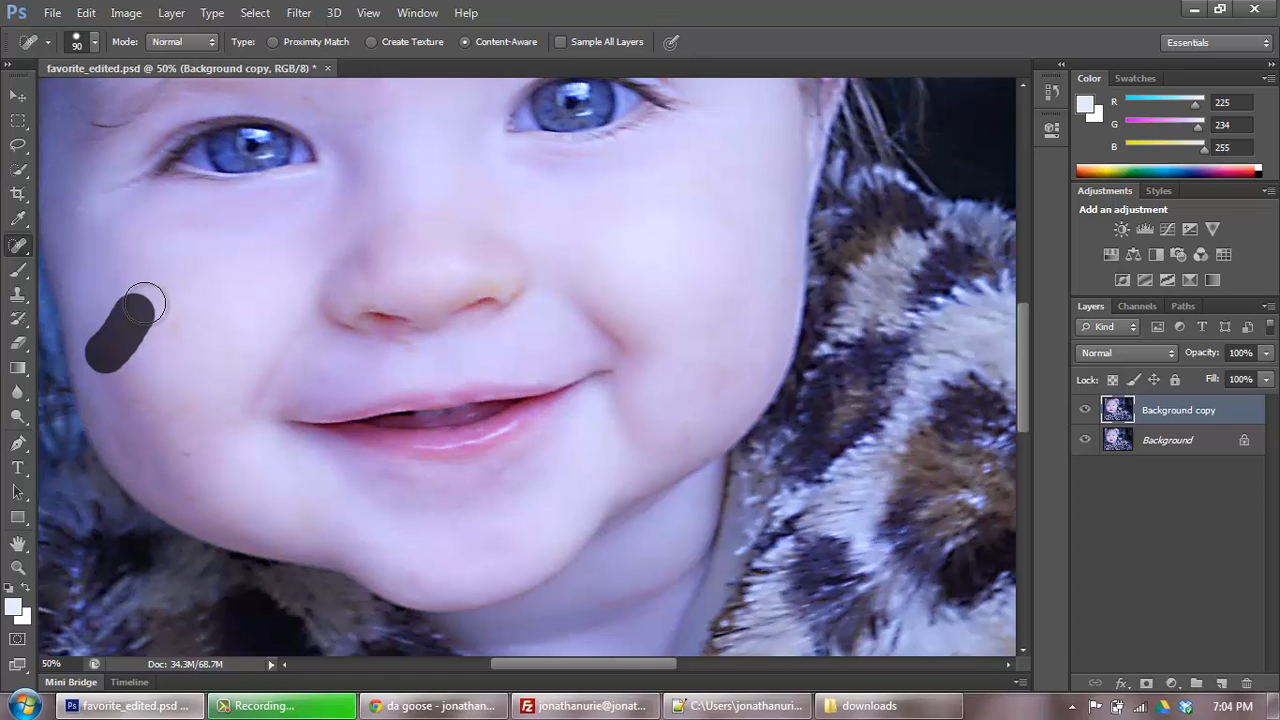 Ps File Edit Image Layer Type Select Filter 3D View Window Help
90 Mode: Normal Type: Proximity Match Create Texture Content-Aware Sample All Layers Essentials
favorite_edited.psd @ 50% (Background copy, RGB/8) * ×
Color Swatches
R 225
G 234
B 255
Adjustments Styles
Add an adjustment
Layers Channels Paths
Kind
Normal Opacity: 100%
Lock: Fill: 100%
Background copy
Background
50% Doc: 34.3M/68.7M
Mini Bridge Timeline
Ps favorite_edited.psd ... Recording... da goose - jonathan... Fz jonathanurie@jonat... C:\Users\jonathanuri... downloads 7:04 PM